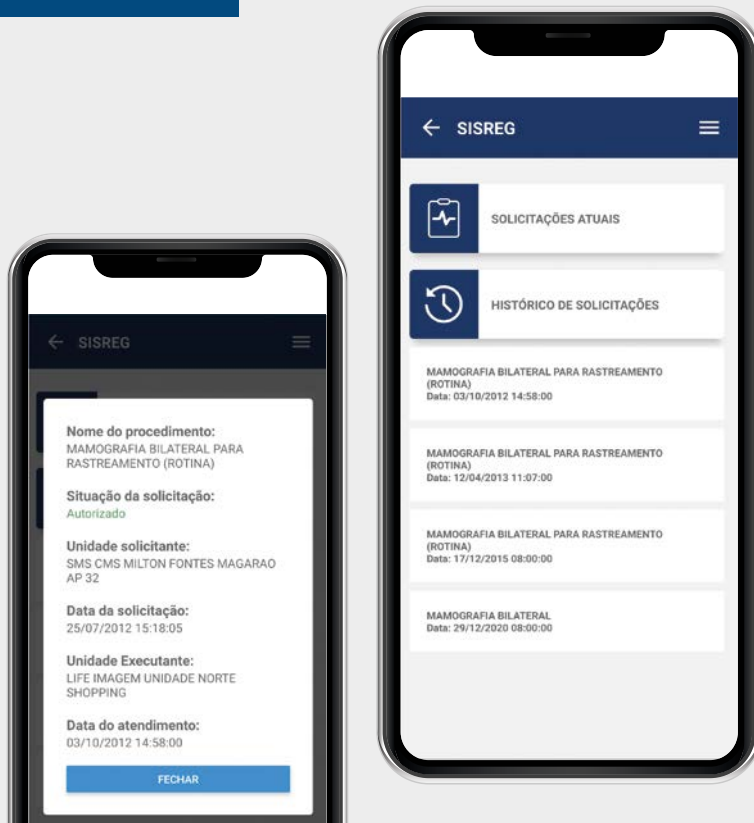 SISREG
Nome do procedimento:
MAMOGRAFIA BILATERAL PARA
RASTREAMENTO (ROTINA)
Situação da solicitação:
Autorizado
Unidade solicitante:
SMS CMS MILTON FONTES MAGARAO
AP 32
Data da solicitação:
25/07/2012 15:18:05
Unidade Executante:
LIFE IMAGEM UNIDADE NORTE
SHOPPING
Data do atendimento:
03/10/2012 14:58:00
FECHAR
SISREG
SOLICITAÇÕES ATUAIS
HISTÓRICO DE SOLICITAÇÕES
MAMOGRAFIA BILATERAL PARA RASTREAMENTO
(ROTINA)
Data: 03/10/2012 14:58:00
MAMOGRAFIA BILATERAL PARA RASTREAMENTO
(ROTINA)
Data: 12/04/2013 11:07:00
MAMOGRAFIA BILATERAL PARA RASTREAMENTO
(ROTINA)
Data: 17/12/2015 08:00:00
MAMOGRAFIA BILATERAL
Data: 29/12/2020 08:00:00